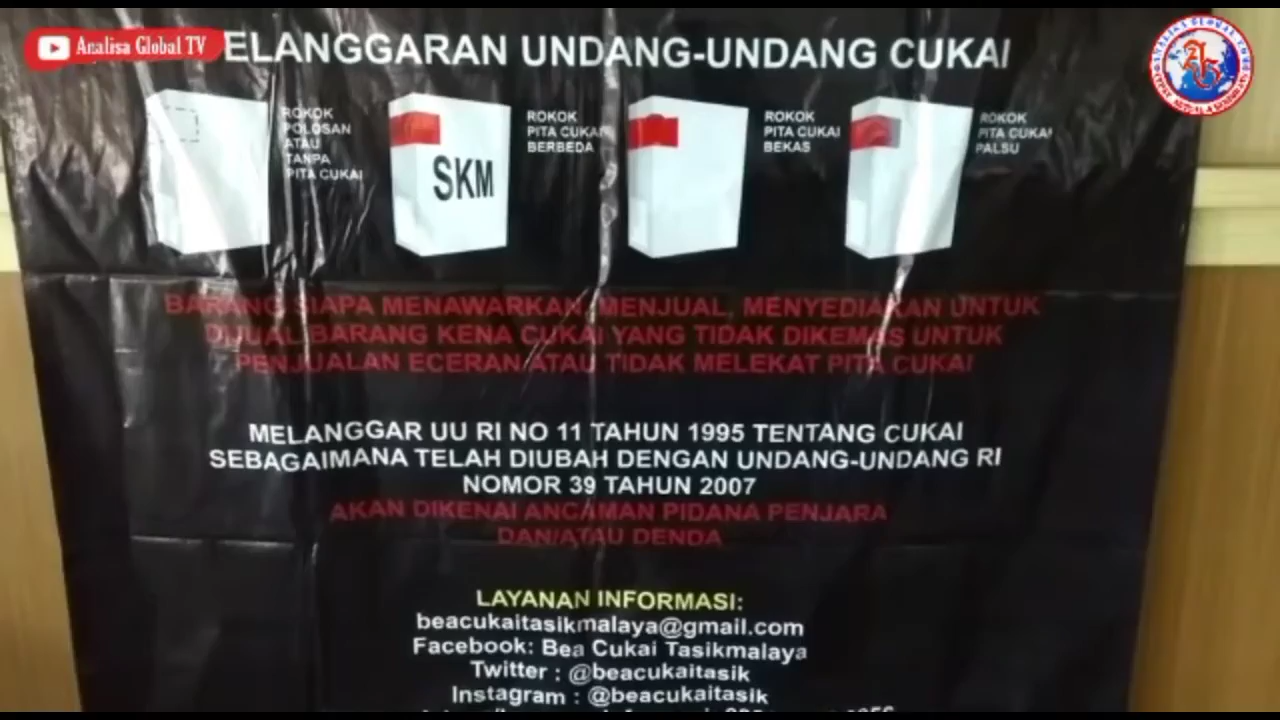 Analisa Global TV
ELANGGARAN UNDANG-UNDANG CUKAI
ROKOK
POLOSAN
ATAU
TANPA
PITA CUKAI
SKM
ROKOK
PITA CUKAI
BERBEDA
ROKOK
PITA CUKAI
BEKAS
ROKOK
PITA CUKAI
PALSU
BARANG SIAPA MENAWARKAN, MENJUAL, MENYEDIAKAN UNTUK
DIJUAL BARANG KENA CUKAI YANG TIDAK DIKEMAS UNTUK
PENJUALAN ECERAN ATAU TIDAK MELEKAT PITA CUKAI
MELANGGAR UU RI NO 11 TAHUN 1995 TENTANG CUKAI
SEBAGAIMANA TELAH DIUBAH DENGAN UNDANG-UNDANG RI
NOMOR 39 TAHUN 2007
AKAN DIKENAI ANCAMAN PIDANA PENJARA
DAN/ATAU DENDA
LAYANAN INFORMASI:
beacukaitasikmalaya@gmail.com
Facebook: Bea Cukai Tasikmalaya
Twitter : @beacukaitasik
Instagram : @beacukaitasik